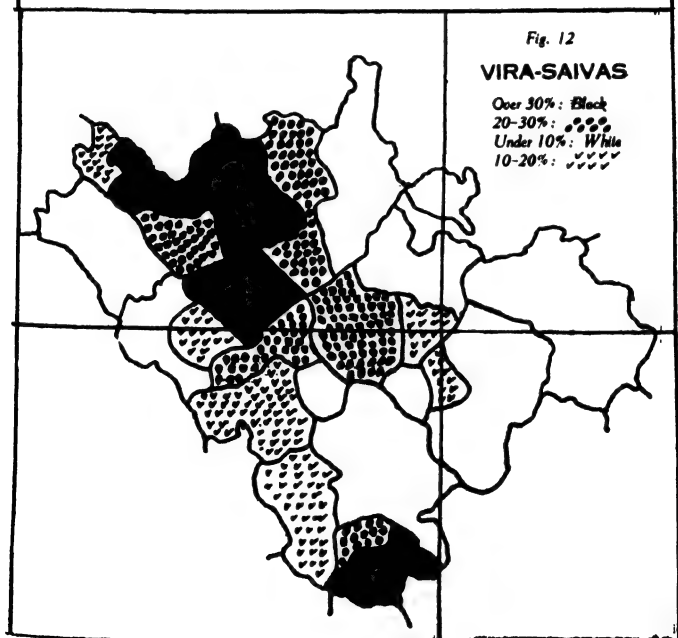 Fig. 12
VIRA-SAIVAS
Over 30% : Black
20-30% :
Under 10% : White
10-20% :